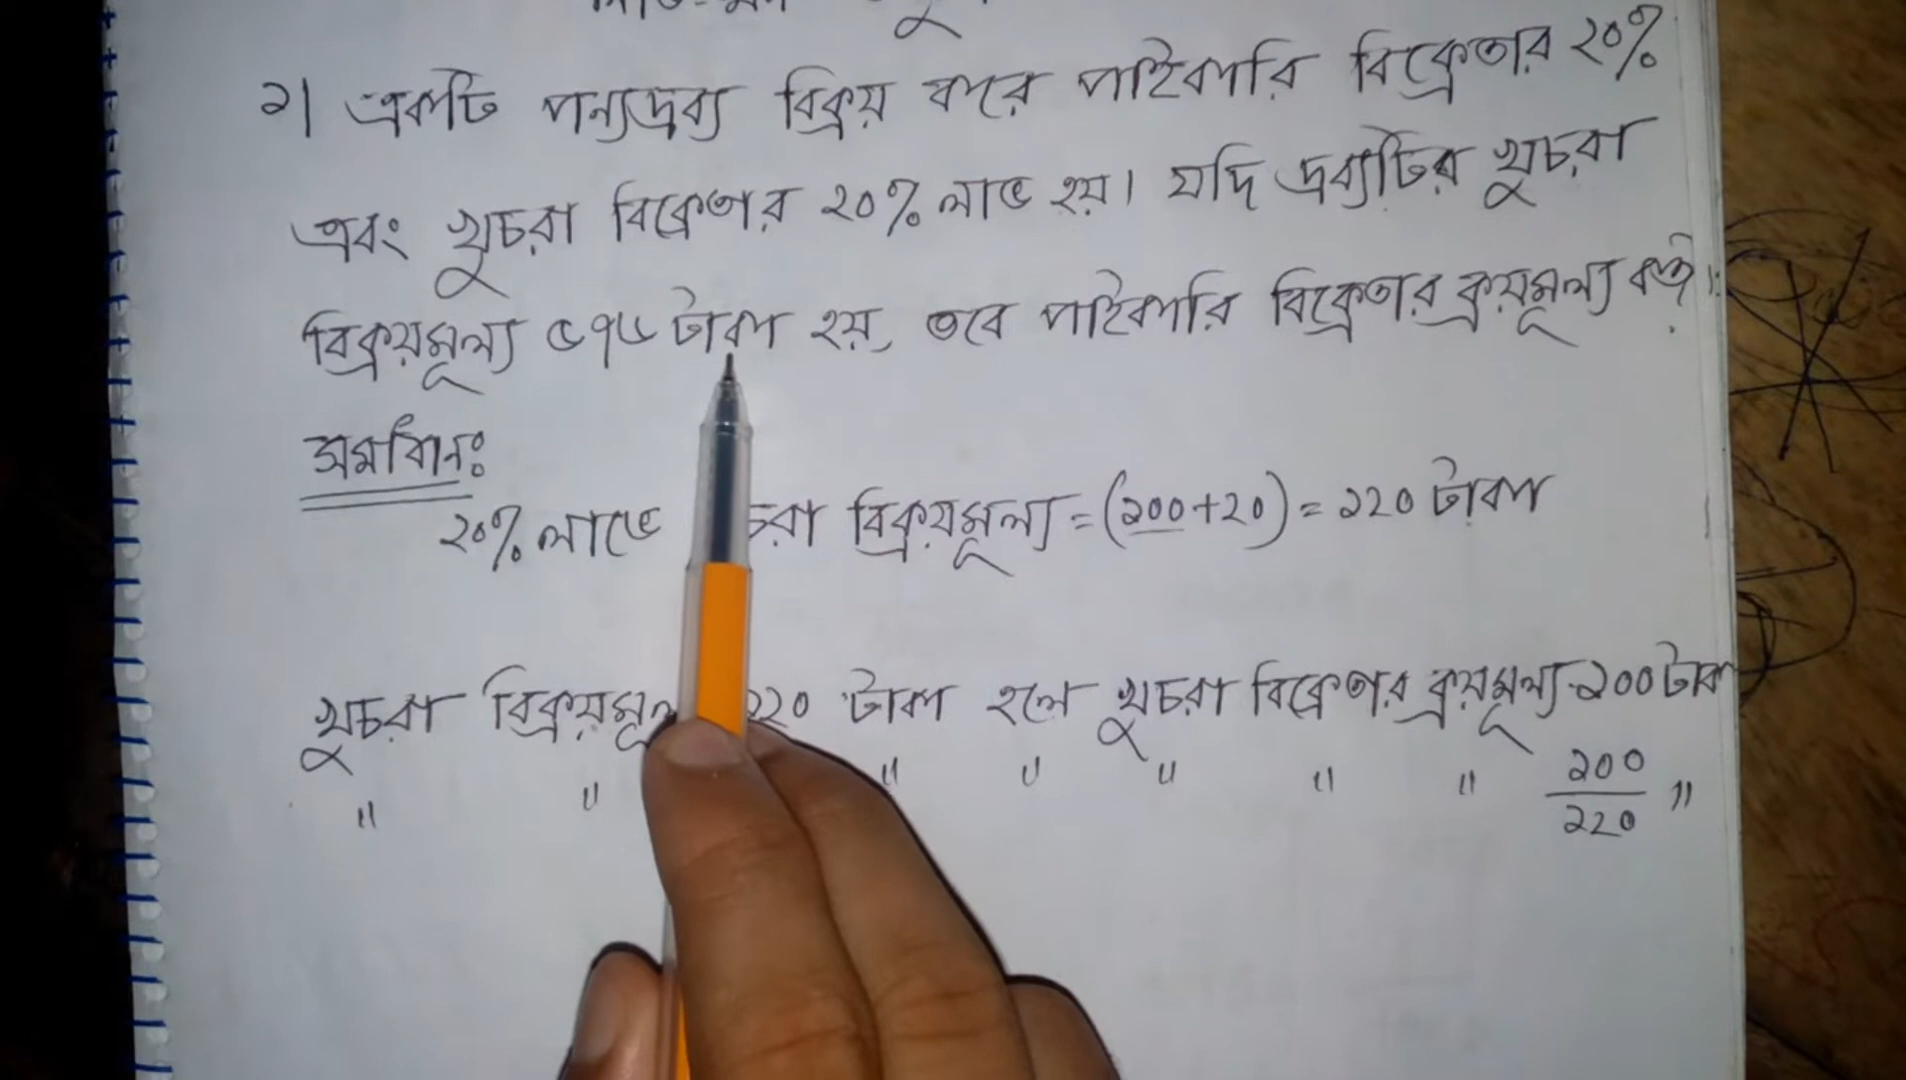 ১। একটি পন্যদ্রব্য বিক্রয় করে পাইকারি বিক্রেতার ২০%
এবং খুচরা বিক্রেতার ২০% লাভ হয়। যদি দ্রব্যটির খুচরা
বিক্রয়মূল্য ৫৭৬ টাকা হয়, তবে পাইকারি বিক্রেতার ক্রয়মূল্য কত?
সমাধানঃ
২০% লাভে চরা বিক্রয়মূল্য = (১০০+২০) = ১২০ টাকা
খুচরা বিক্রয়মূল ১২০ টাকা হলে খুচরা বিক্রেতার ক্রয়মূল্য ১০০ টাকা
" " " " " " " ১০০/১২০ "